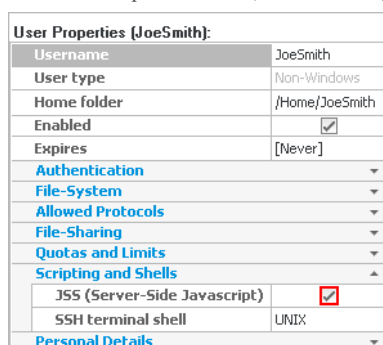 User Properties (JoeSmith):
Username JoeSmith
User type Non-Windows
Home folder /Home/JoeSmith
Enabled
Expires [Never]
Authentication
File-System
Allowed Protocols
File-Sharing
Quotas and Limits
Scripting and Shells
JSS (Server-Side Javascript)
SSH terminal shell UNIX
Personal Details